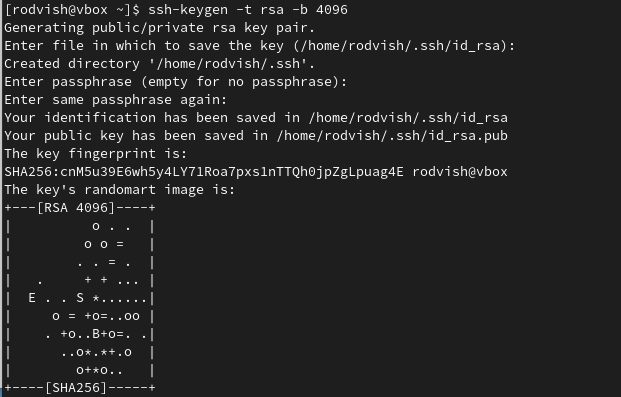 [rodvish@vbox ~]$ ssh-keygen -t rsa -b 4096
Generating public/private rsa key pair.
Enter file in which to save the key (/home/rodvish/.ssh/id_rsa):
Created directory '/home/rodvish/.ssh'.
Enter passphrase (empty for no passphrase):
Enter same passphrase again:
Your identification has been saved in /home/rodvish/.ssh/id_rsa
Your public key has been saved in /home/rodvish/.ssh/id_rsa.pub
The key fingerprint is:
SHA256:cnM5u39E6wh5y4LY71Roa7pxs1nTTQh0jpZgLpuag4E rodvish@vbox
The key's randomart image is:
+---[RSA 4096]----+
|          o . .  |
|         o o =   |
|        . . = .  |
|   .     + + ... |
|  E . . S *......|
|     o = +o=..oo |
|    . +o..B+o=. .|
|      ..o*.*+.o  |
|        o+*o..   |
+----[SHA256]-----+